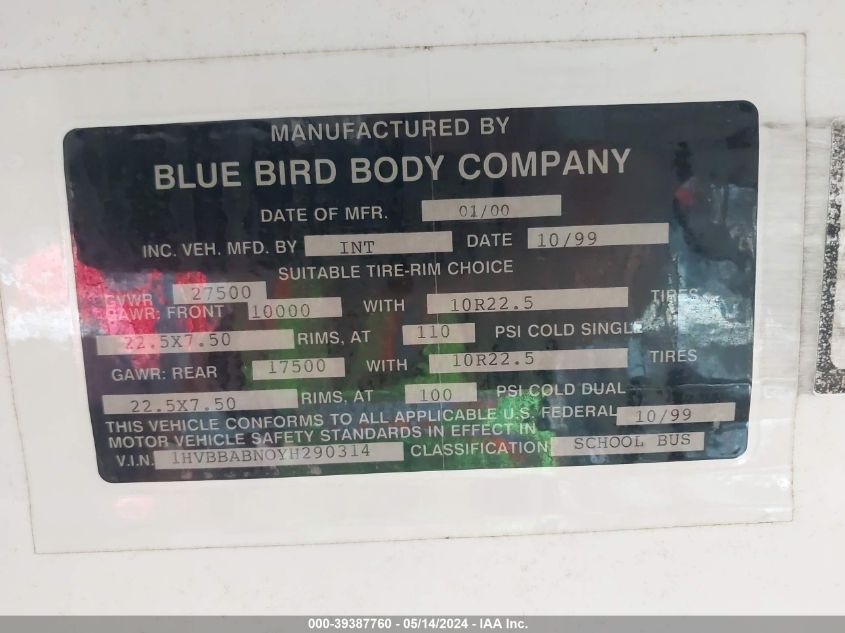 MANUFACTURED BY
BLUE BIRD BODY COMPANY
DATE OF MFR. 01/00
INC. VEH. MFD. BY INT DATE 10/99
SUITABLE TIRE-RIM CHOICE
GVWR 27500
GAWR: FRONT 10000 WITH 10R22.5 TIRES
22.5X7.50 RIMS, AT 110 PSI COLD SINGLE
GAWR: REAR 17500 WITH 10R22.5 TIRES
22.5X7.50 RIMS, AT 100 PSI COLD DUAL
THIS VEHICLE CONFORMS TO ALL APPLICABLE U.S. FEDERAL 10/99
MOTOR VEHICLE SAFETY STANDARDS IN EFFECT IN
V.I.N. 1HVBBABNOYH290314 CLASSIFICATION SCHOOL BUS
000-39387760 - 05/14/2024 - IAA Inc.